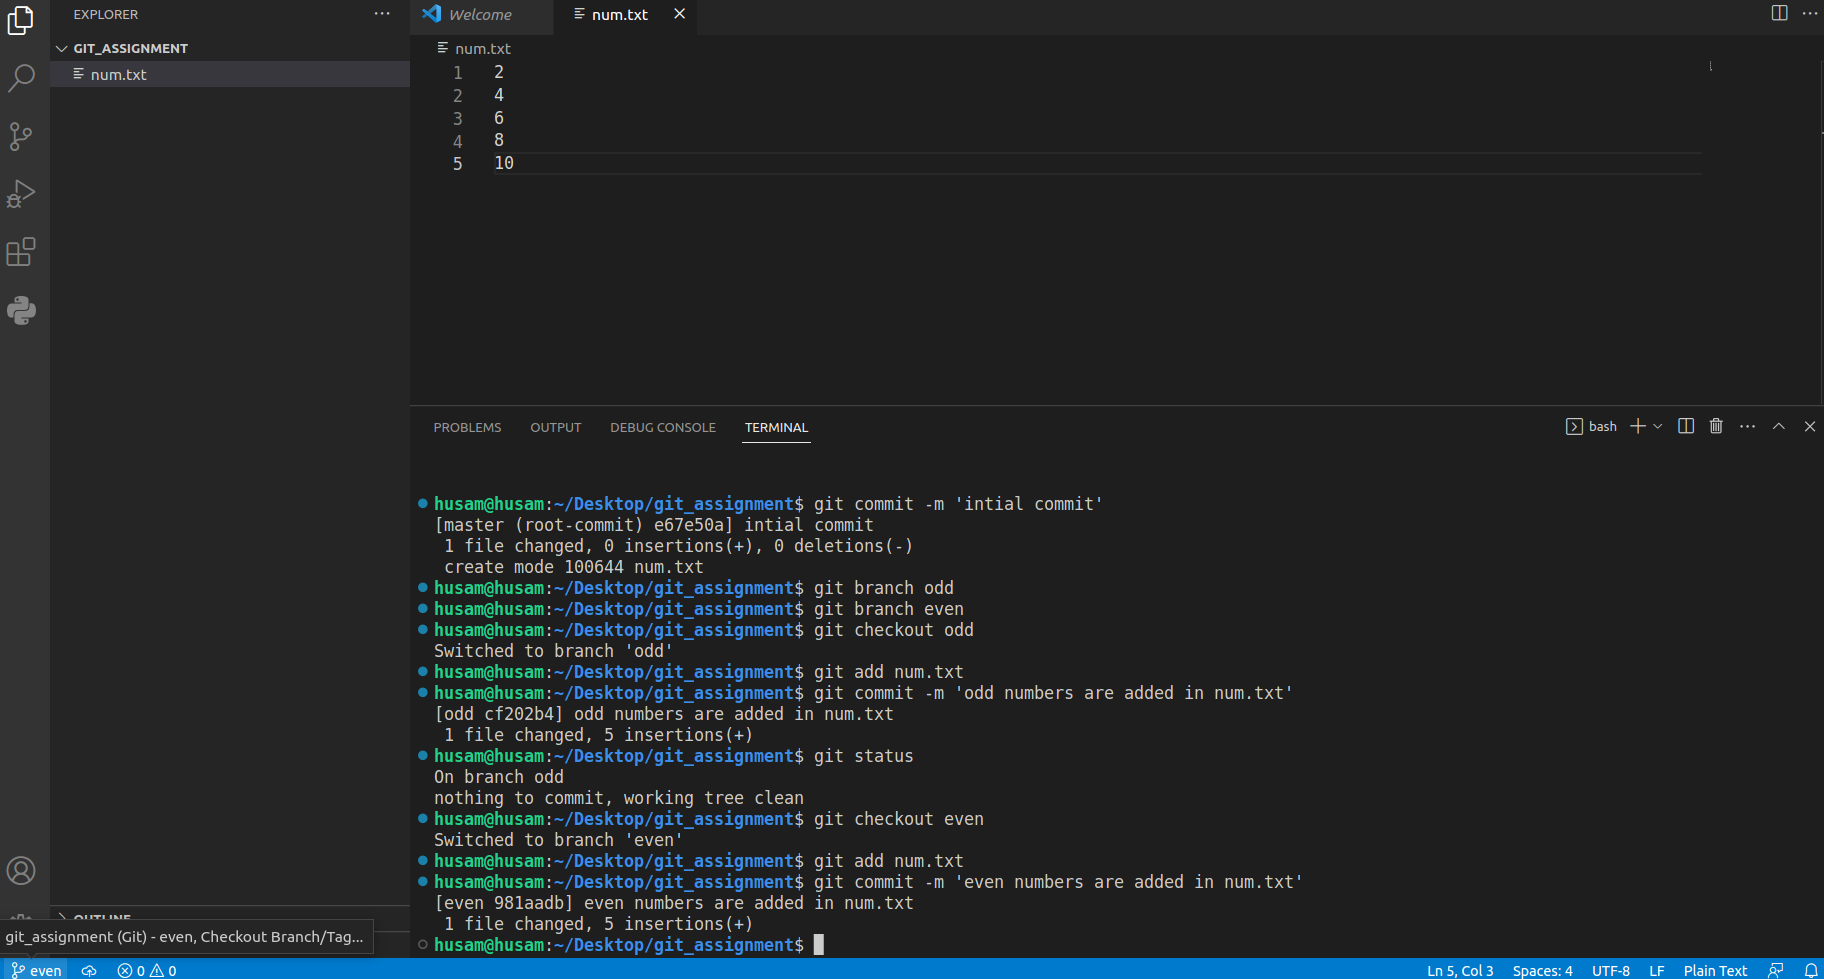 EXPLORER
GIT_ASSIGNMENT
num.txt
Welcome
num.txt
num.txt
1 2
2 4
3 6
4 8
5 10
PROBLEMS OUTPUT DEBUG CONSOLE TERMINAL
bash
husam@husam:~/Desktop/git_assignment$ git commit -m 'intial commit'
[master (root-commit) e67e50a] intial commit
1 file changed, 0 insertions(+), 0 deletions(-)
create mode 100644 num.txt
husam@husam:~/Desktop/git_assignment$ git branch odd
husam@husam:~/Desktop/git_assignment$ git branch even
husam@husam:~/Desktop/git_assignment$ git checkout odd
Switched to branch 'odd'
husam@husam:~/Desktop/git_assignment$ git add num.txt
husam@husam:~/Desktop/git_assignment$ git commit -m 'odd numbers are added in num.txt'
[odd cf202b4] odd numbers are added in num.txt
1 file changed, 5 insertions(+)
husam@husam:~/Desktop/git_assignment$ git status
On branch odd
nothing to commit, working tree clean
husam@husam:~/Desktop/git_assignment$ git checkout even
Switched to branch 'even'
husam@husam:~/Desktop/git_assignment$ git add num.txt
husam@husam:~/Desktop/git_assignment$ git commit -m 'even numbers are added in num.txt'
[even 981aadb] even numbers are added in num.txt
1 file changed, 5 insertions(+)
husam@husam:~/Desktop/git_assignment$
OUTLINE
git_assignment (Git) - even, Checkout Branch/Tag...
even 0 0 Ln 5, Col 3 Spaces: 4 UTF-8 LF Plain Text